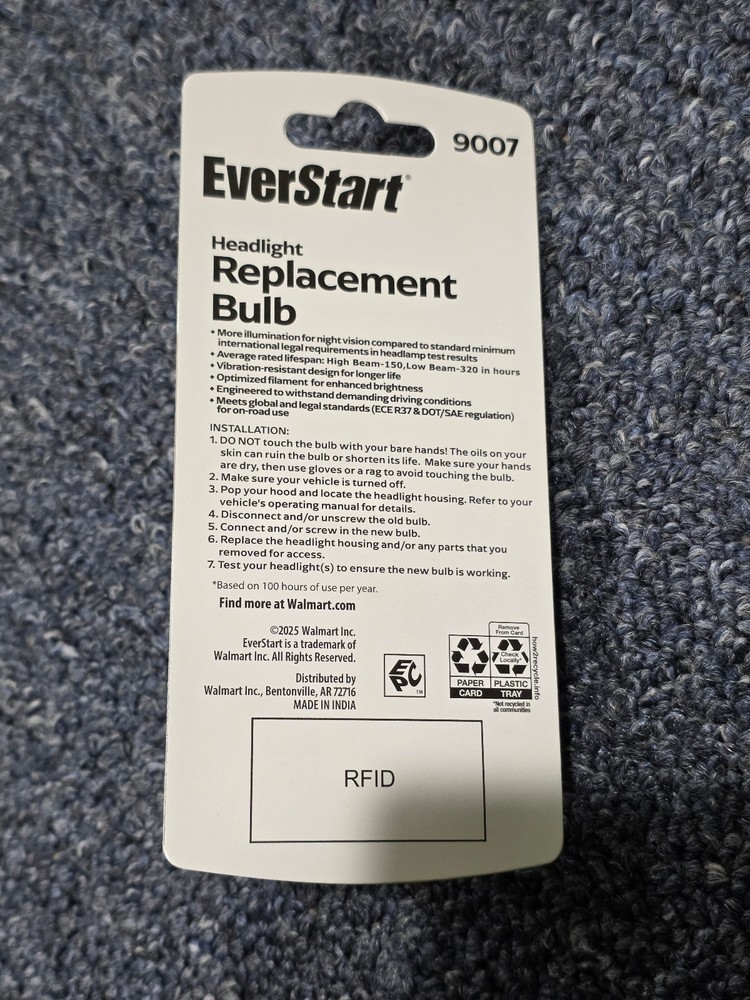 9007
EverStart®
Headlight
Replacement
Bulb
• More illumination for night vision compared to standard minimum
international legal requirements in headlamp test results
• Average rated lifespan: High Beam-150,Low Beam-320 in hours
• Vibration-resistant design for longer life
• Optimized filament for enhanced brightness
• Engineered to withstand demanding driving conditions
• Meets global and legal standards (ECE R37 & DOT/SAE regulation)
for on-road use
INSTALLATION:
1. DO NOT touch the bulb with your bare hands! The oils on your
skin can ruin the bulb or shorten its life. Make sure your hands
are dry, then use gloves or a rag to avoid touching the bulb.
2. Make sure your vehicle is turned off.
3. Pop your hood and locate the headlight housing. Refer to your
vehicle's operating manual for details.
4. Disconnect and/or unscrew the old bulb.
5. Connect and/or screw in the new bulb.
6. Replace the headlight housing and/or any parts that you
removed for access.
7. Test your headlight(s) to ensure the new bulb is working.
*Based on 100 hours of use per year.
Find more at Walmart.com
©2025 Walmart Inc.
EverStart is a trademark of
Walmart Inc. All Rights Reserved.
Distributed by
Walmart Inc., Bentonville, AR 72716
MADE IN INDIA
EPC™
Remove
From Card
Check
Locally*
PAPER
CARD
PLASTIC
TRAY
*Not recycled in
all communities
how2recycle.info
RFID